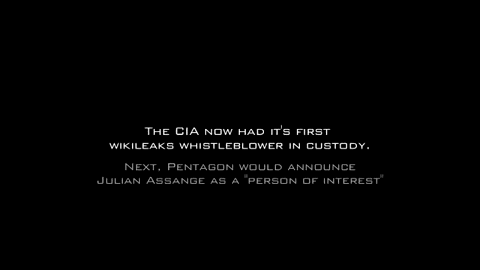 The CIA now had it's first
wikileaks whistleblower in custody.
Next, Pentagon would announce
Julian Assange as a "person of interest"